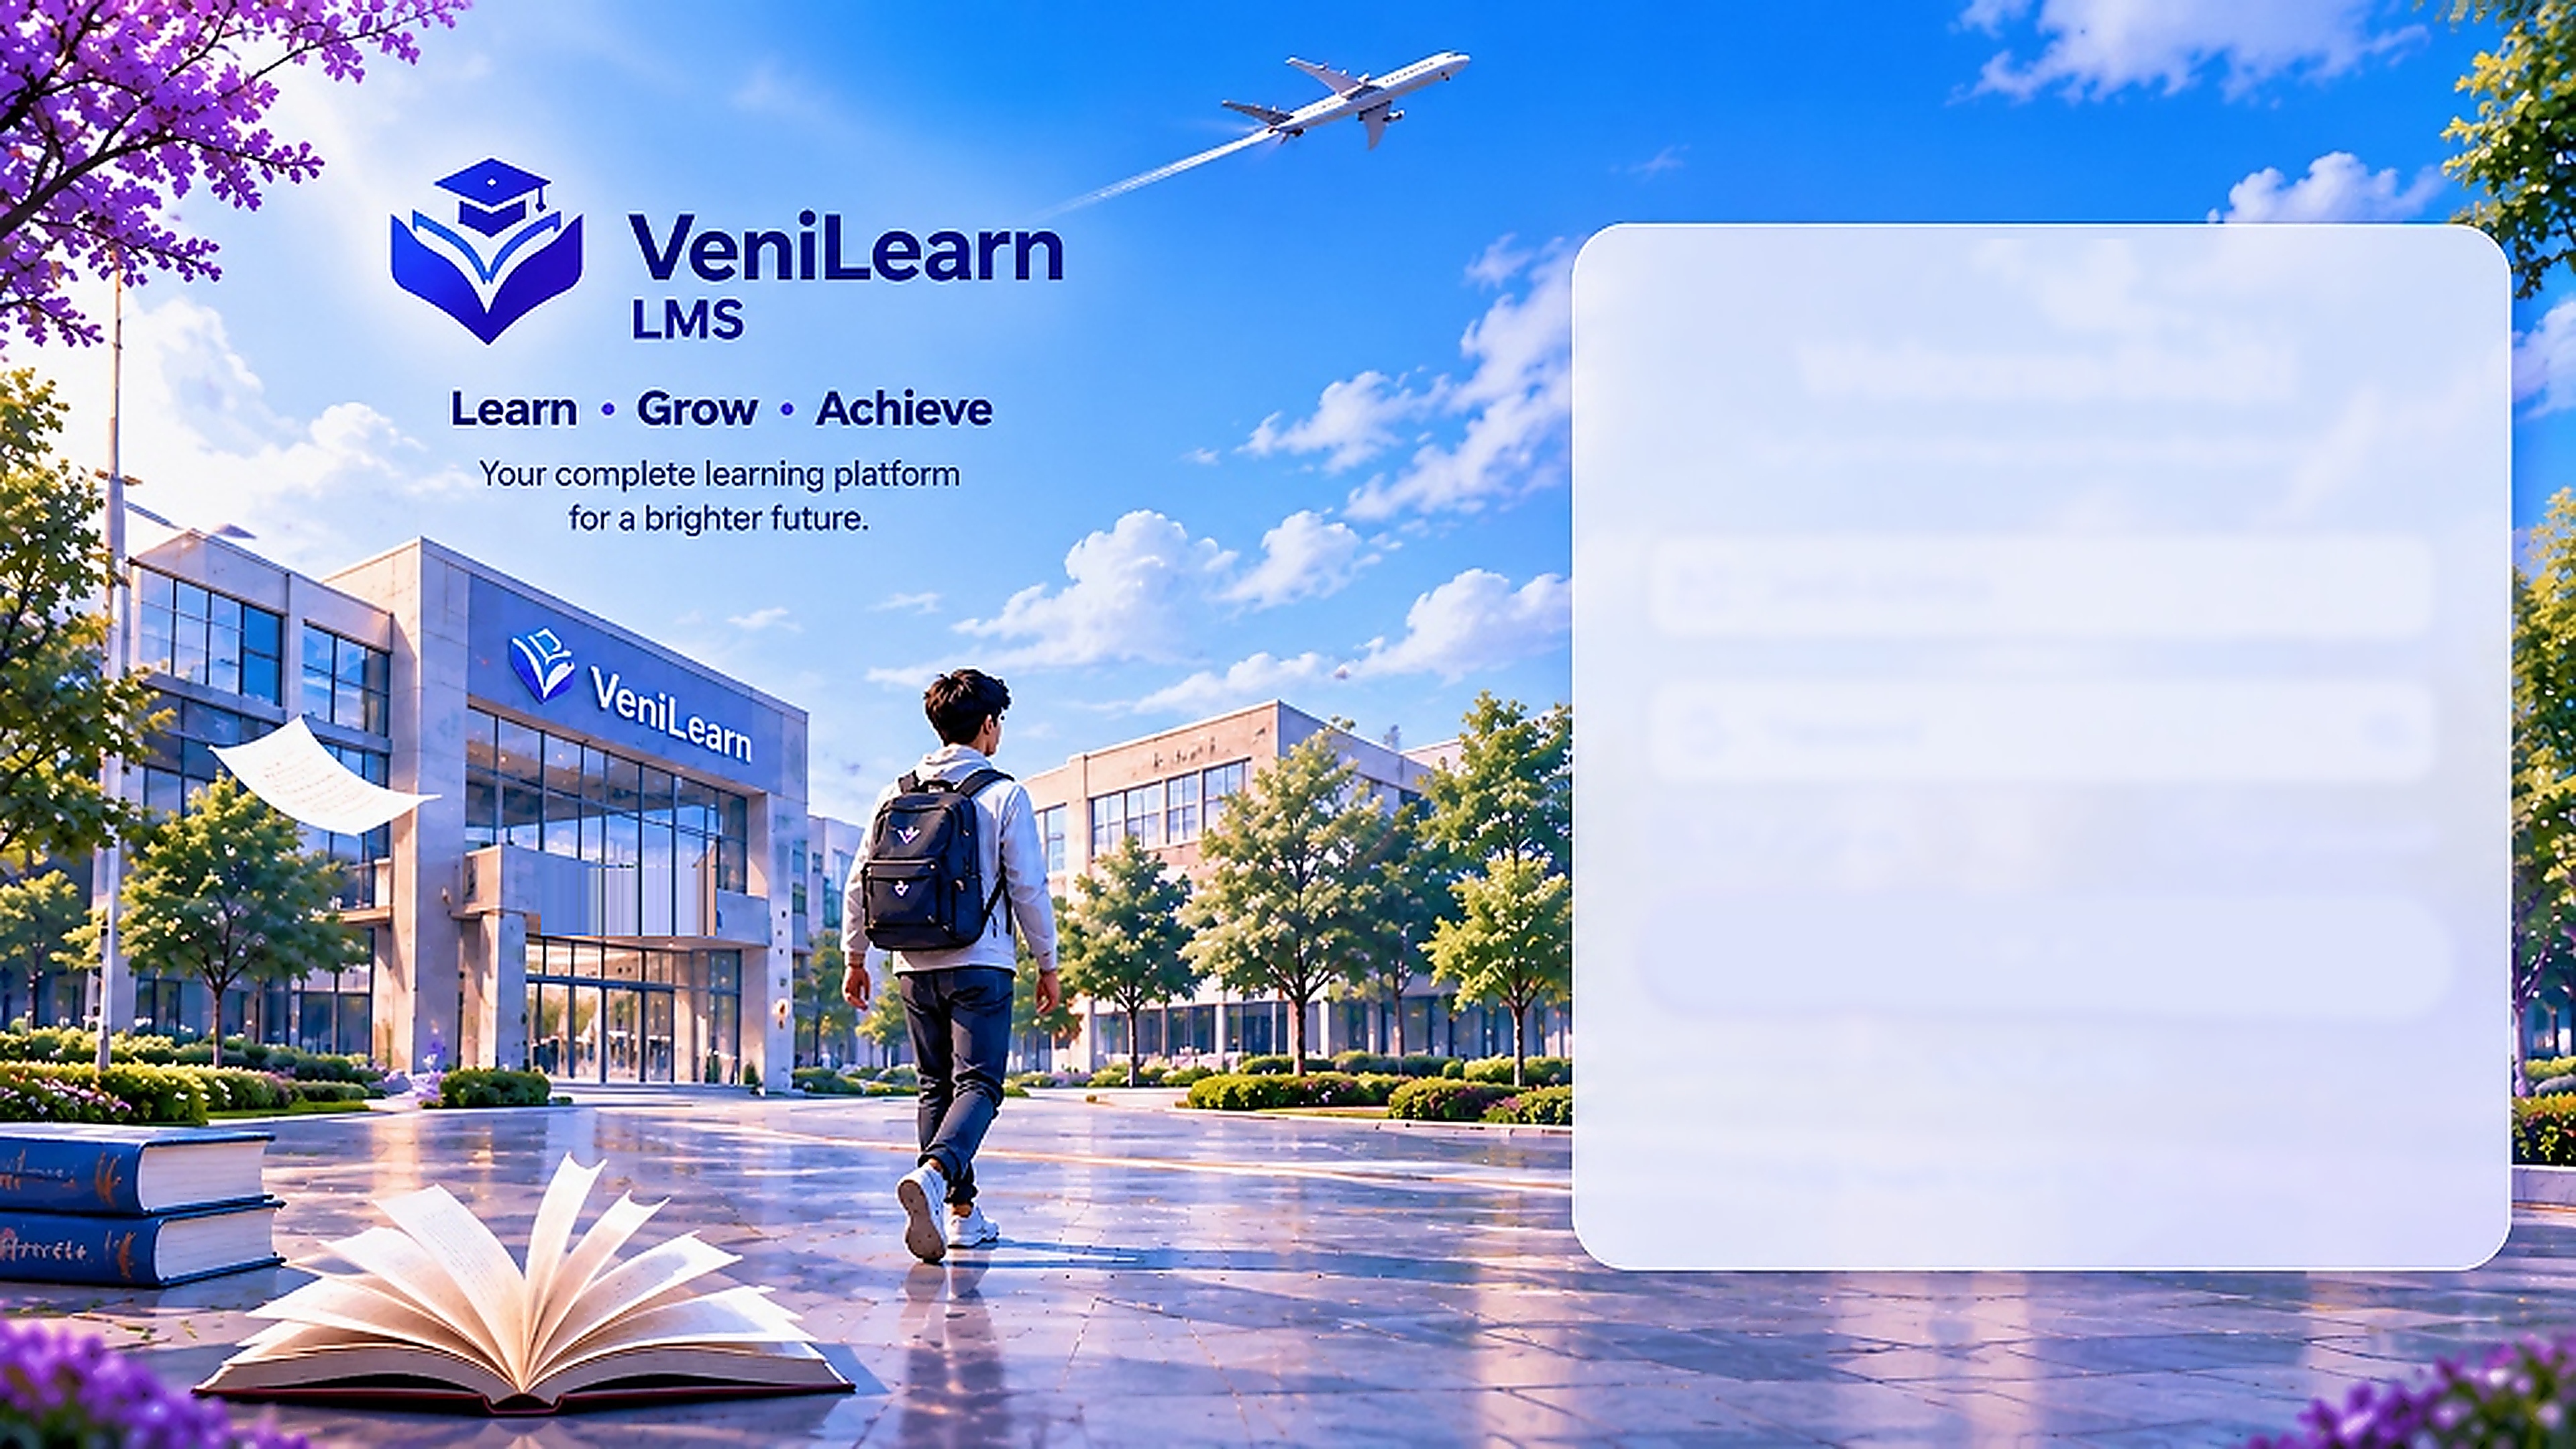 VeniLearn
LMS
Learn • Grow • Achieve
Your complete learning platform
for a brighter future.
VeniLearn